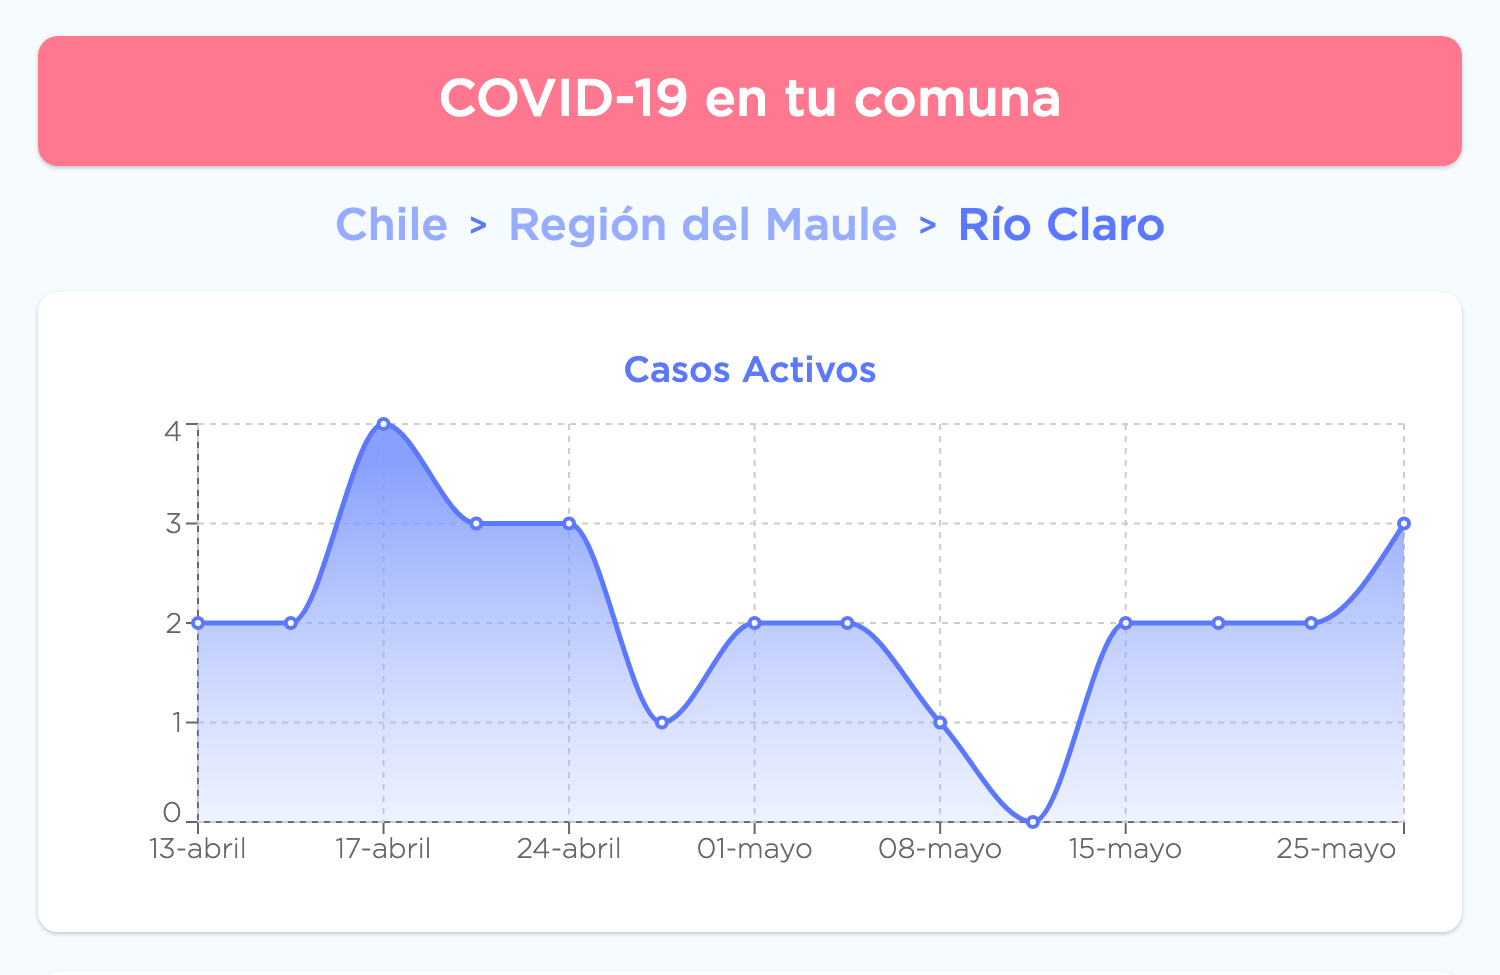 COVID-19 en tu comuna
Chile > Región del Maule > Río Claro
Casos Activos
4
3
2
1
0
13-abril 17-abril 24-abril 01-mayo 08-mayo 15-mayo 25-mayo